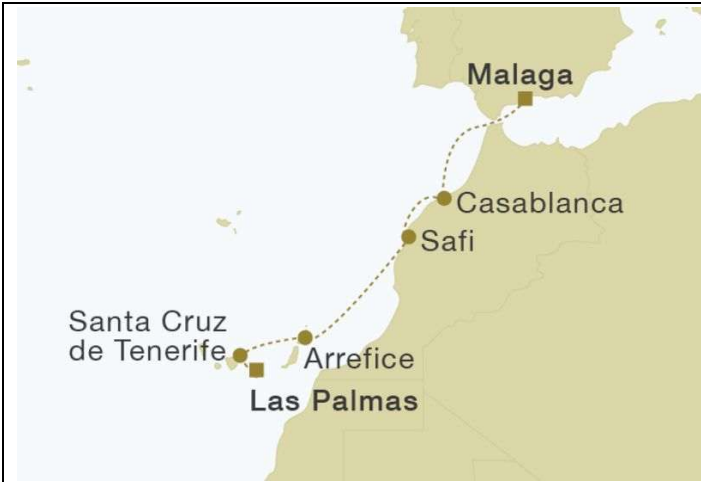 Malaga
Casablanca
Safi
Santa Cruz
de Tenerife
Arrefice
Las Palmas